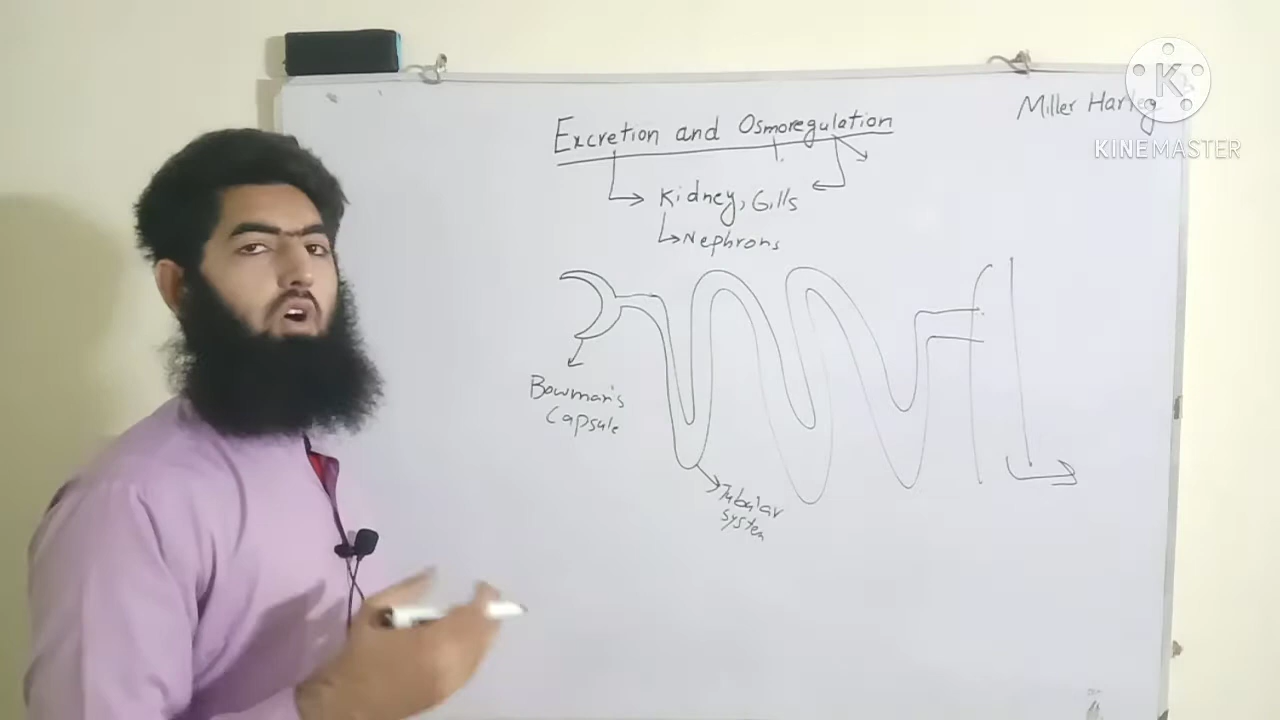 Excretion and Osmoregulation
Miller Harley
K
KINEMASTER
Kidney, Gills
Nephrons
Bowman's
Capsule
Tubular
system